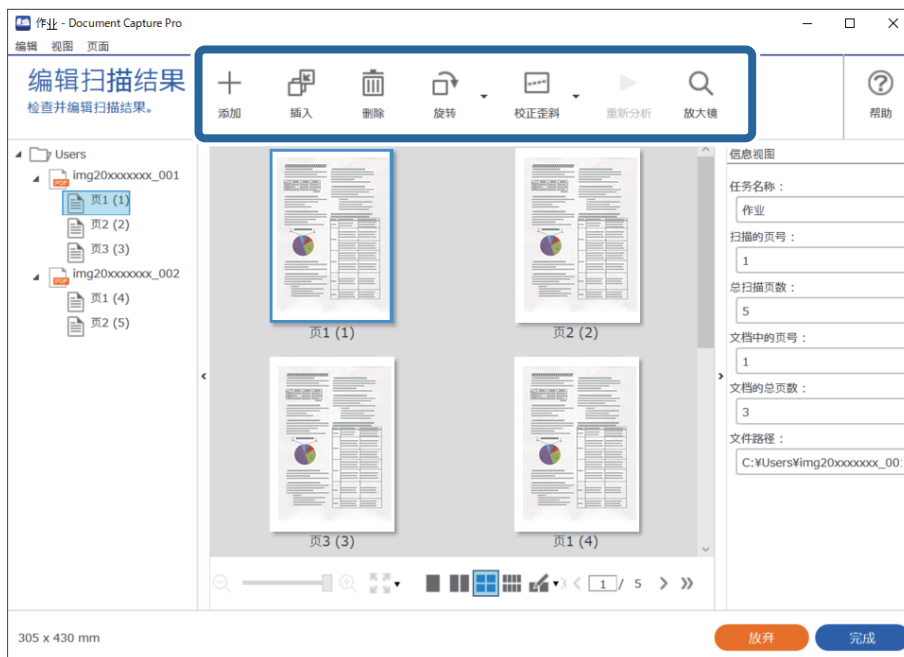 作业 - Document Capture Pro
编辑 视图 页面
编辑扫描结果
检查并编辑扫描结果。
添加 插入 删除 旋转 校正歪斜 重新分析 放大镜
帮助
Users
PDF img20xxxxxxx_001
页1 (1)
页2 (2)
页3 (3)
PDF img20xxxxxxx_002
页1 (4)
页2 (5)
页1 (1) 页2 (2)
页3 (3) 页1 (4)
信息视图
任务名称：
作业
扫描的页号：
1
总扫描页数：
5
文档中的页号：
1
文档的总页数：
3
文件路径：
C:¥Users¥img20xxxxxxx_00
1 / 5
305 x 430 mm
放弃 完成